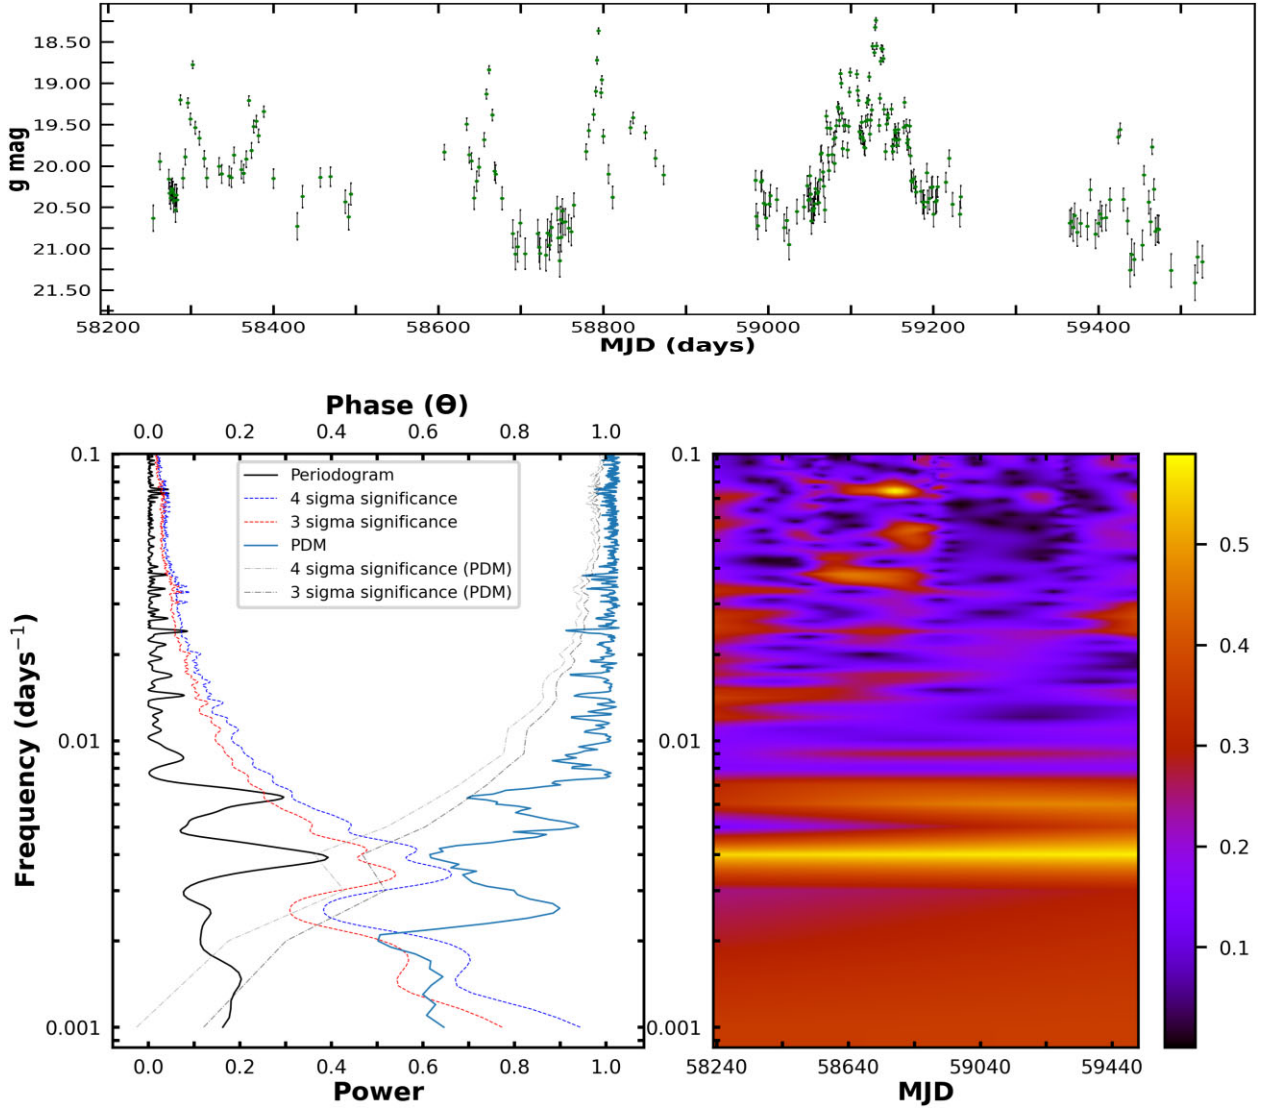 18.50
19.00
19.50
20.00
20.50
21.00
21.50
g mag
58200 58400 58600 58800 59000 59200 59400
MJD (days)
Phase (Θ)
0.0 0.2 0.4 0.6 0.8 1.0
0.1
0.01
0.001
Frequency (days⁻¹)
Periodogram
4 sigma significance
3 sigma significance
PDM
4 sigma significance (PDM)
3 sigma significance (PDM)
0.0 0.2 0.4 0.6 0.8 1.0
Power
0.1
0.01
0.001
58240 58640 59040 59440
MJD
0.5
0.4
0.3
0.2
0.1